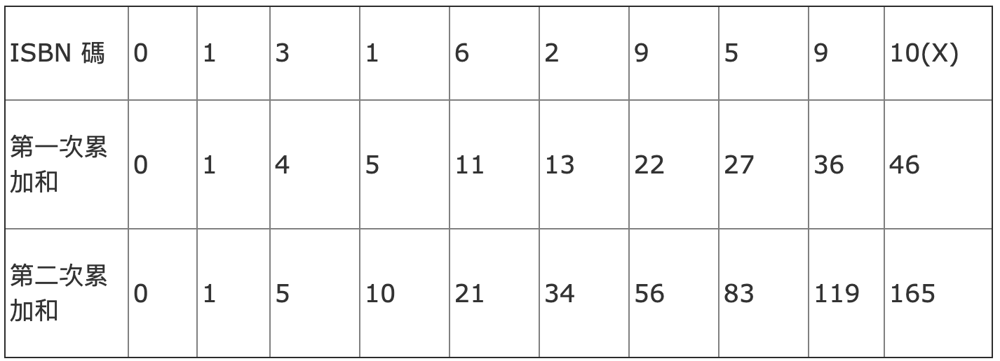 ISBN 碼 0 1 3 1 6 2 9 5 9 10(X)
第一次累
加和 0 1 4 5 11 13 22 27 36 46
第二次累
加和 0 1 5 10 21 34 56 83 119 165